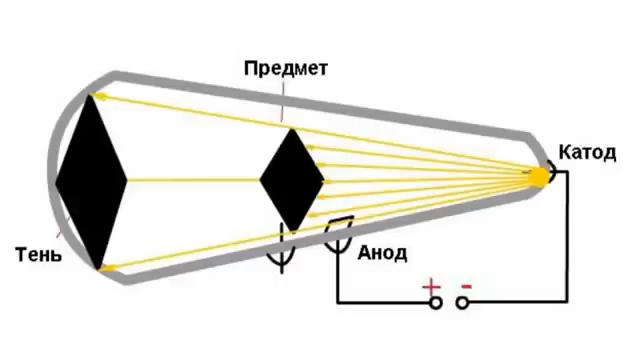 Предмет
Катод
Тень
Анод
+ -